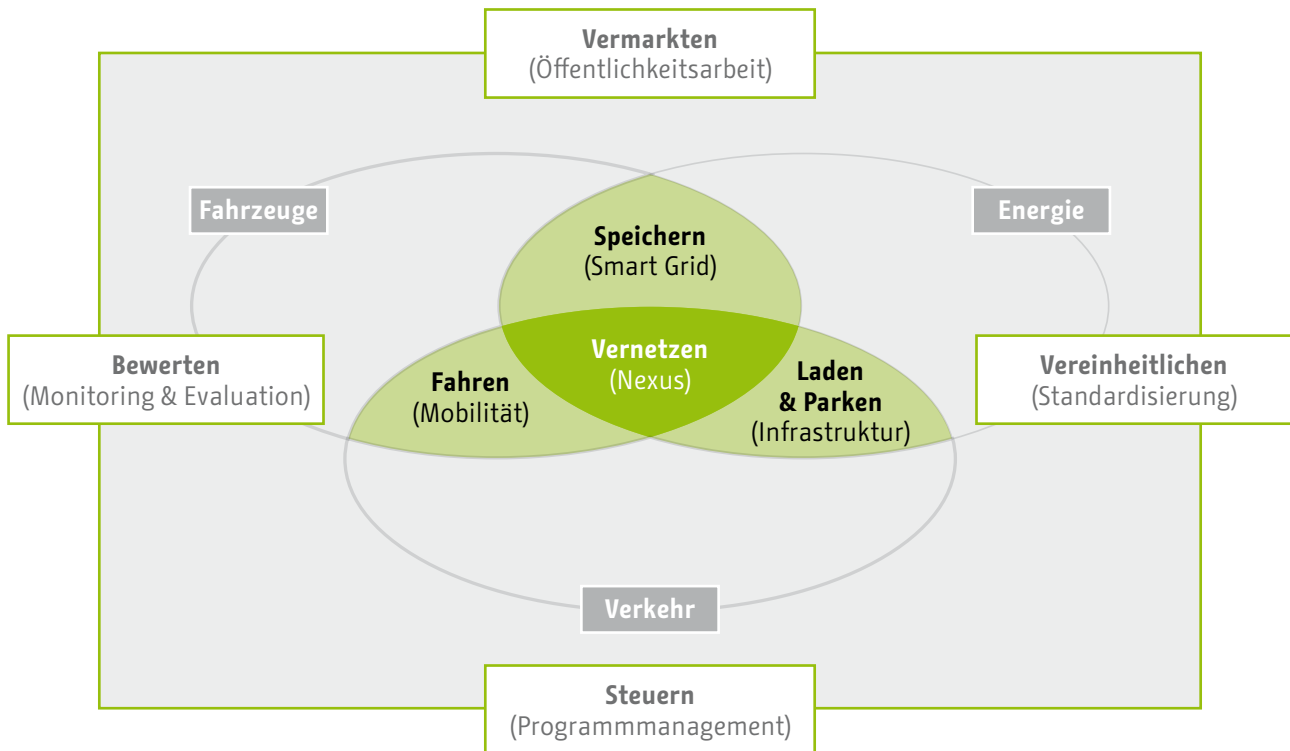 Vermarkten
(Öffentlichkeitsarbeit)
Fahrzeuge
Energie
Speichern
(Smart Grid)
Bewerten
(Monitoring & Evaluation)
Fahren
(Mobilität)
Vernetzen
(Nexus)
Laden
& Parken
(Infrastruktur)
Vereinheitlichen
(Standardisierung)
Verkehr
Steuern
(Programmmanagement)